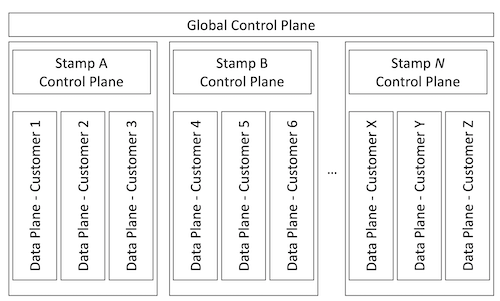 Global Control Plane
Stamp A
Control Plane
Data Plane - Customer 1
Data Plane - Customer 2
Data Plane - Customer 3
Stamp B
Control Plane
Data Plane - Customer 4
Data Plane - Customer 5
Data Plane - Customer 6
...
Stamp N
Control Plane
Data Plane - Customer X
Data Plane - Customer Y
Data Plane - Customer Z